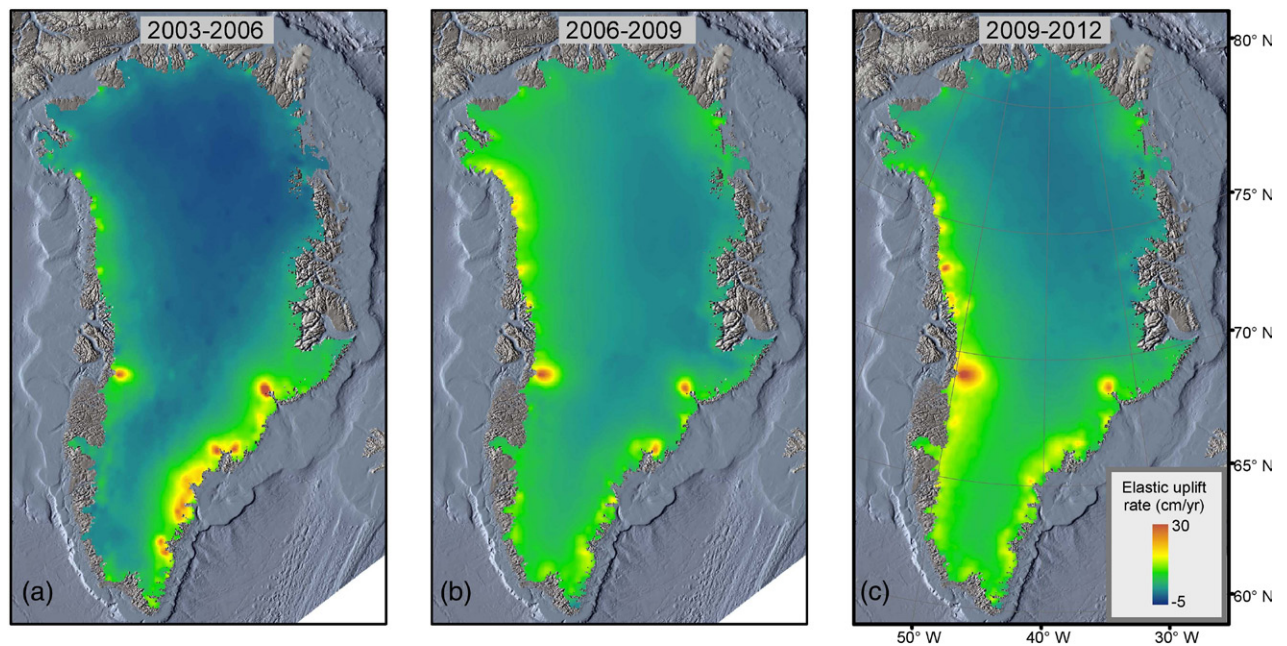 2003-2006
2006-2009
2009-2012
80° N
75° N
70° N
65° N
60° N
Elastic uplift
rate (cm/yr)
30
-5
(a)
(b)
(c)
50° W
40° W
30° W